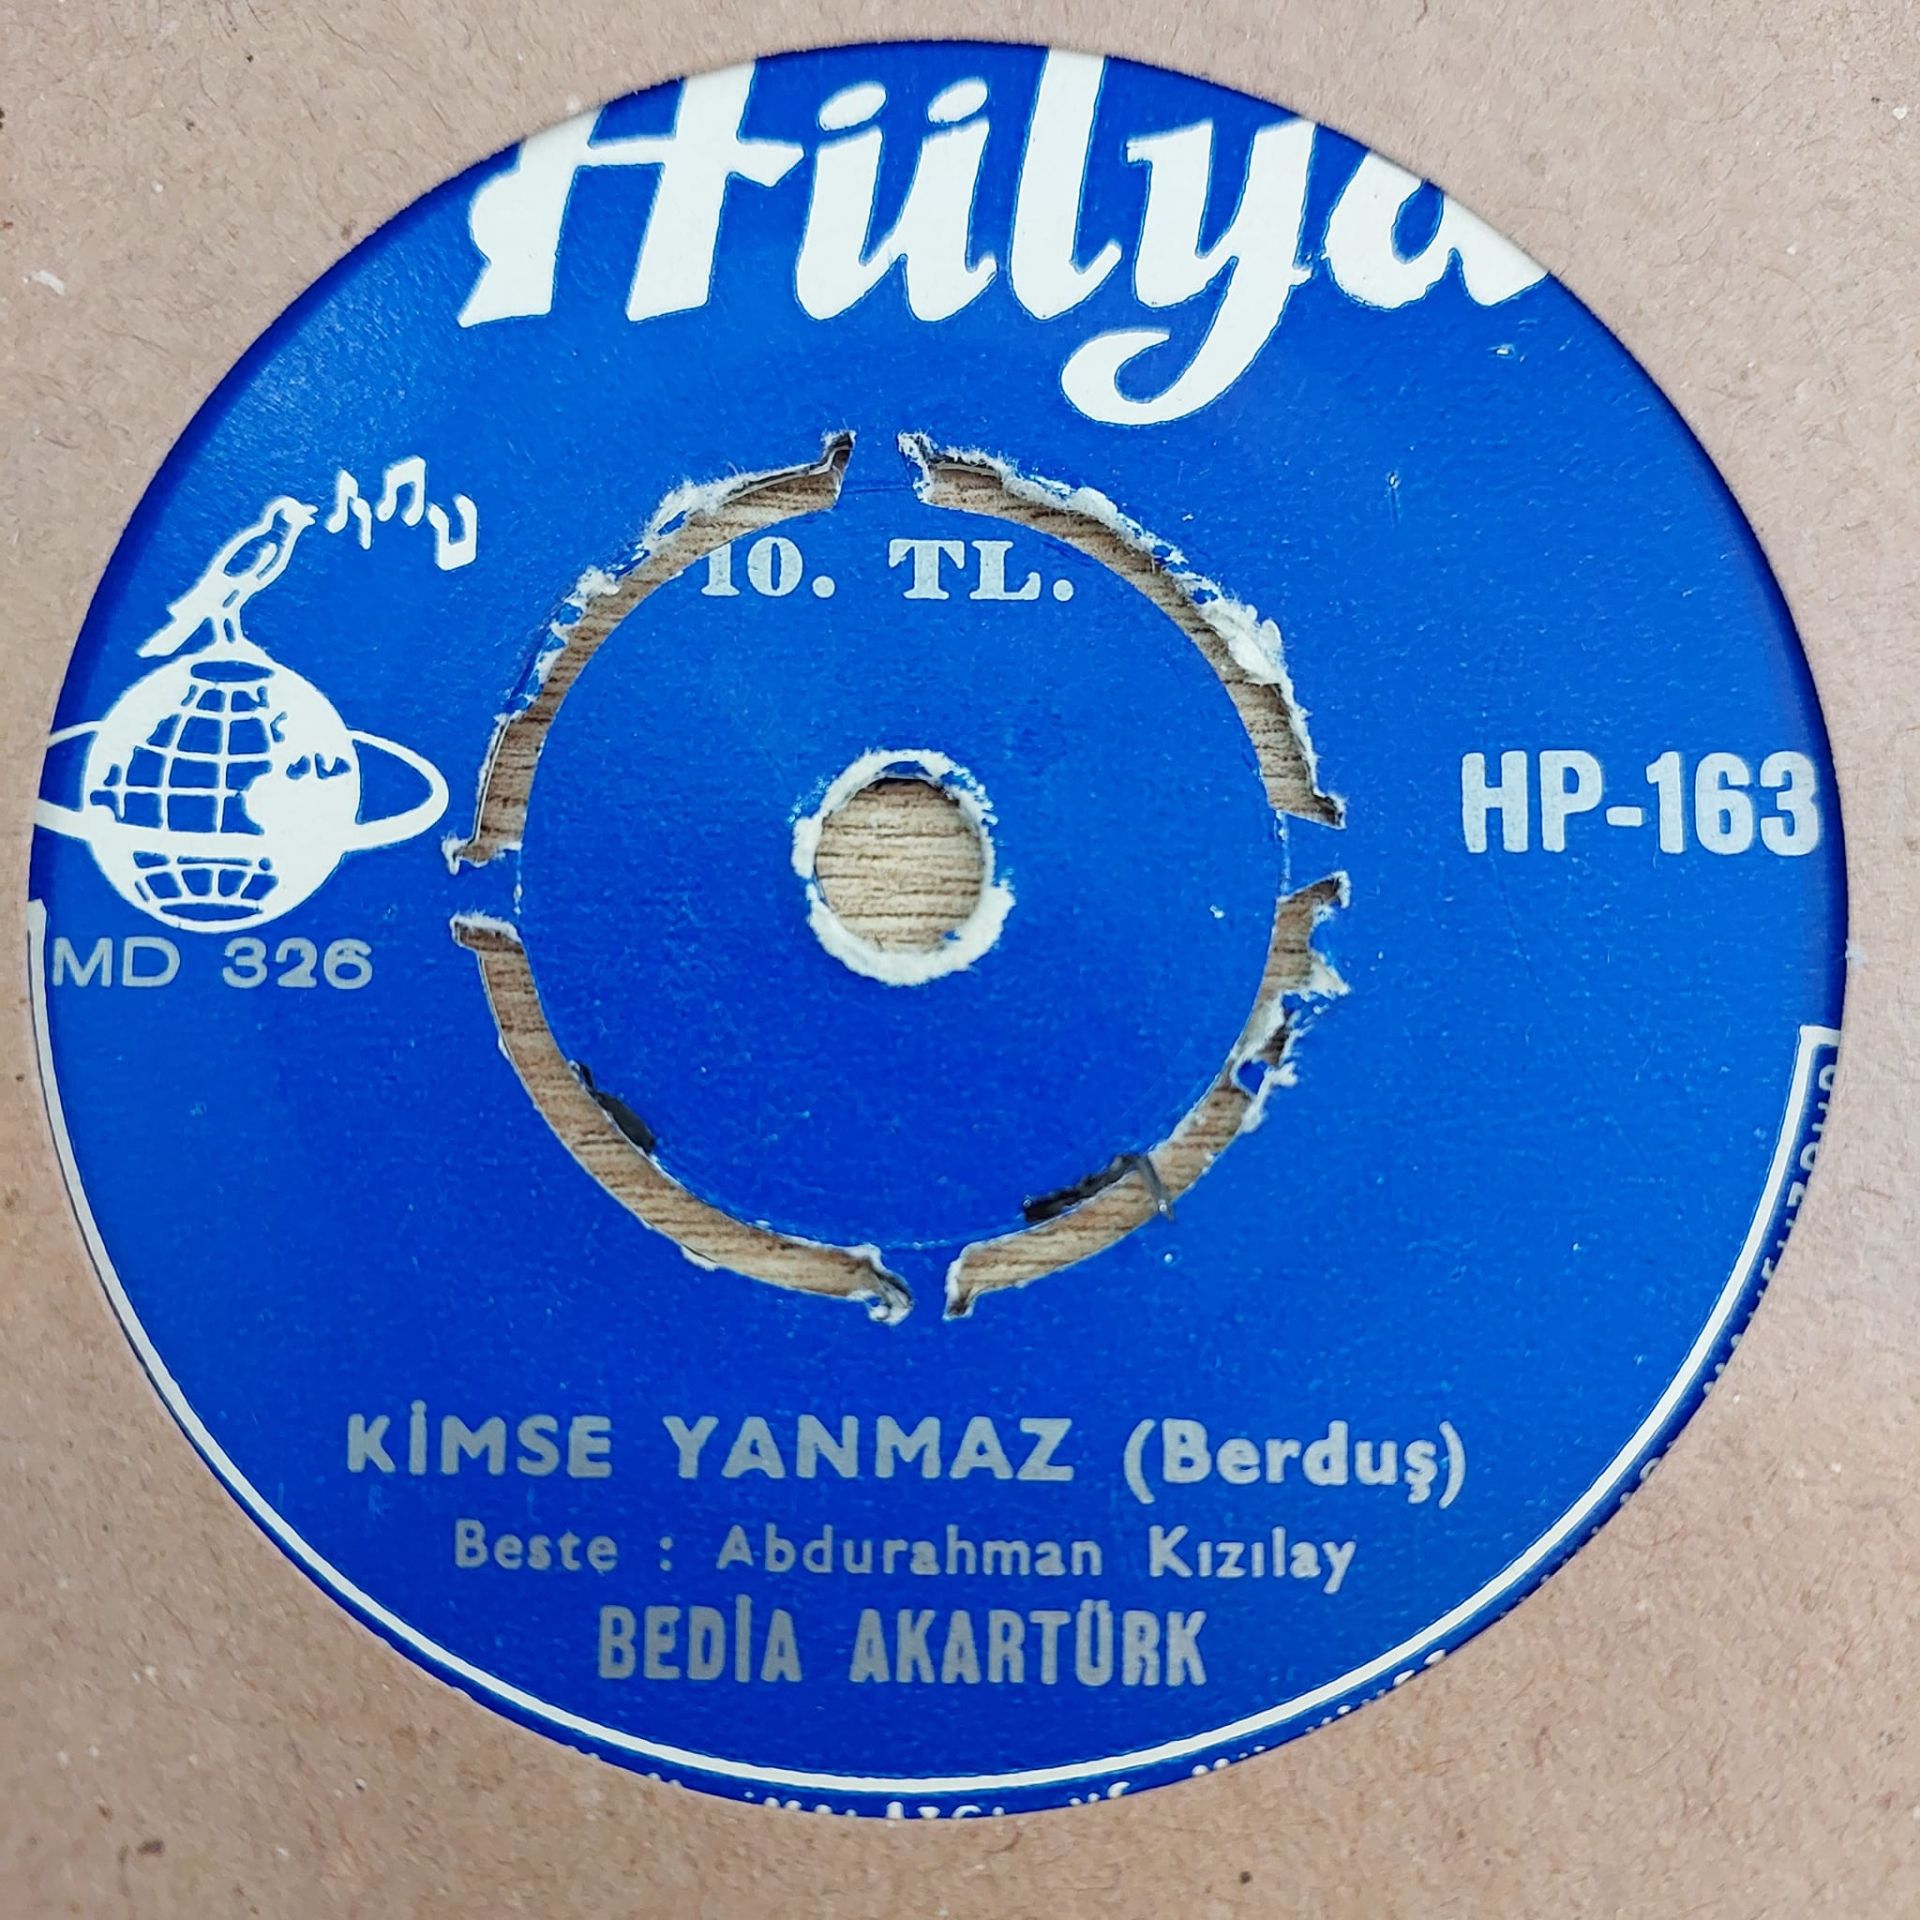 Hülya
10. TL.
HP-163
MD 326
KİMSE YANMAZ (Berduş)
Beste : Abdurahman Kızılay
BEDİA AKARTÜRK